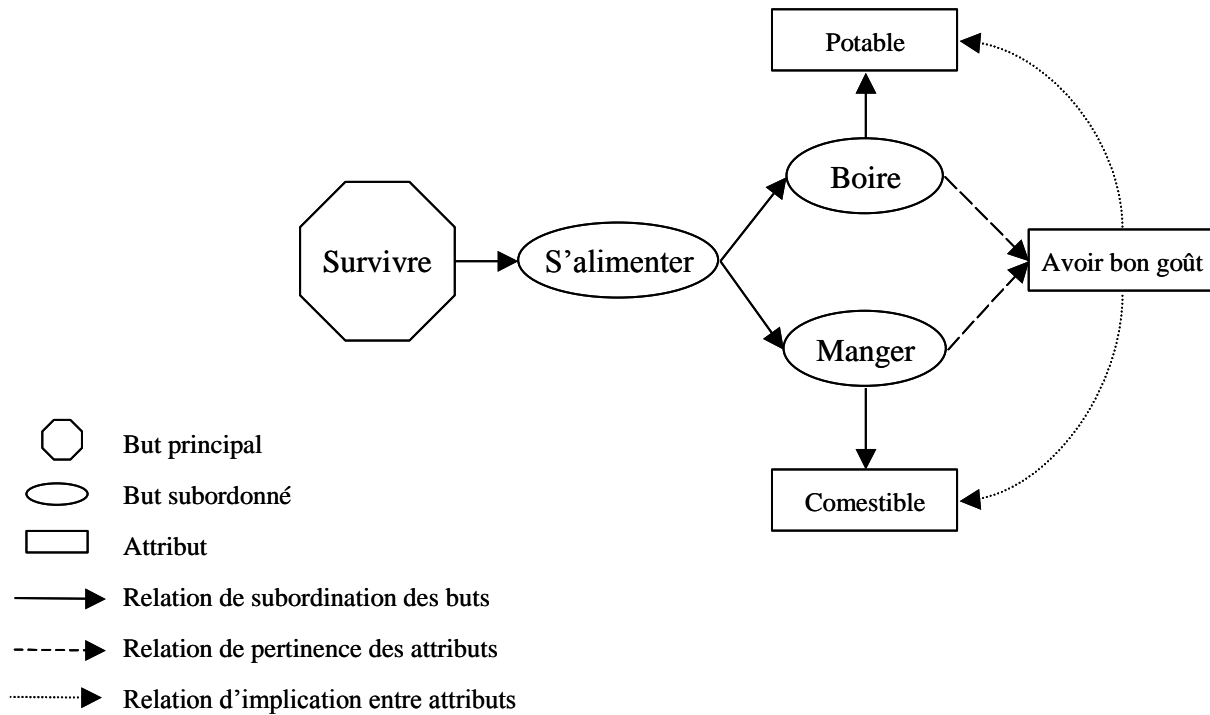 Potable
Boire
Survivre
S'alimenter
Avoir bon goût
Manger
But principal
But subordonné
Comestible
Attribut
Relation de subordination des buts
Relation de pertinence des attributs
Relation d'implication entre attributs